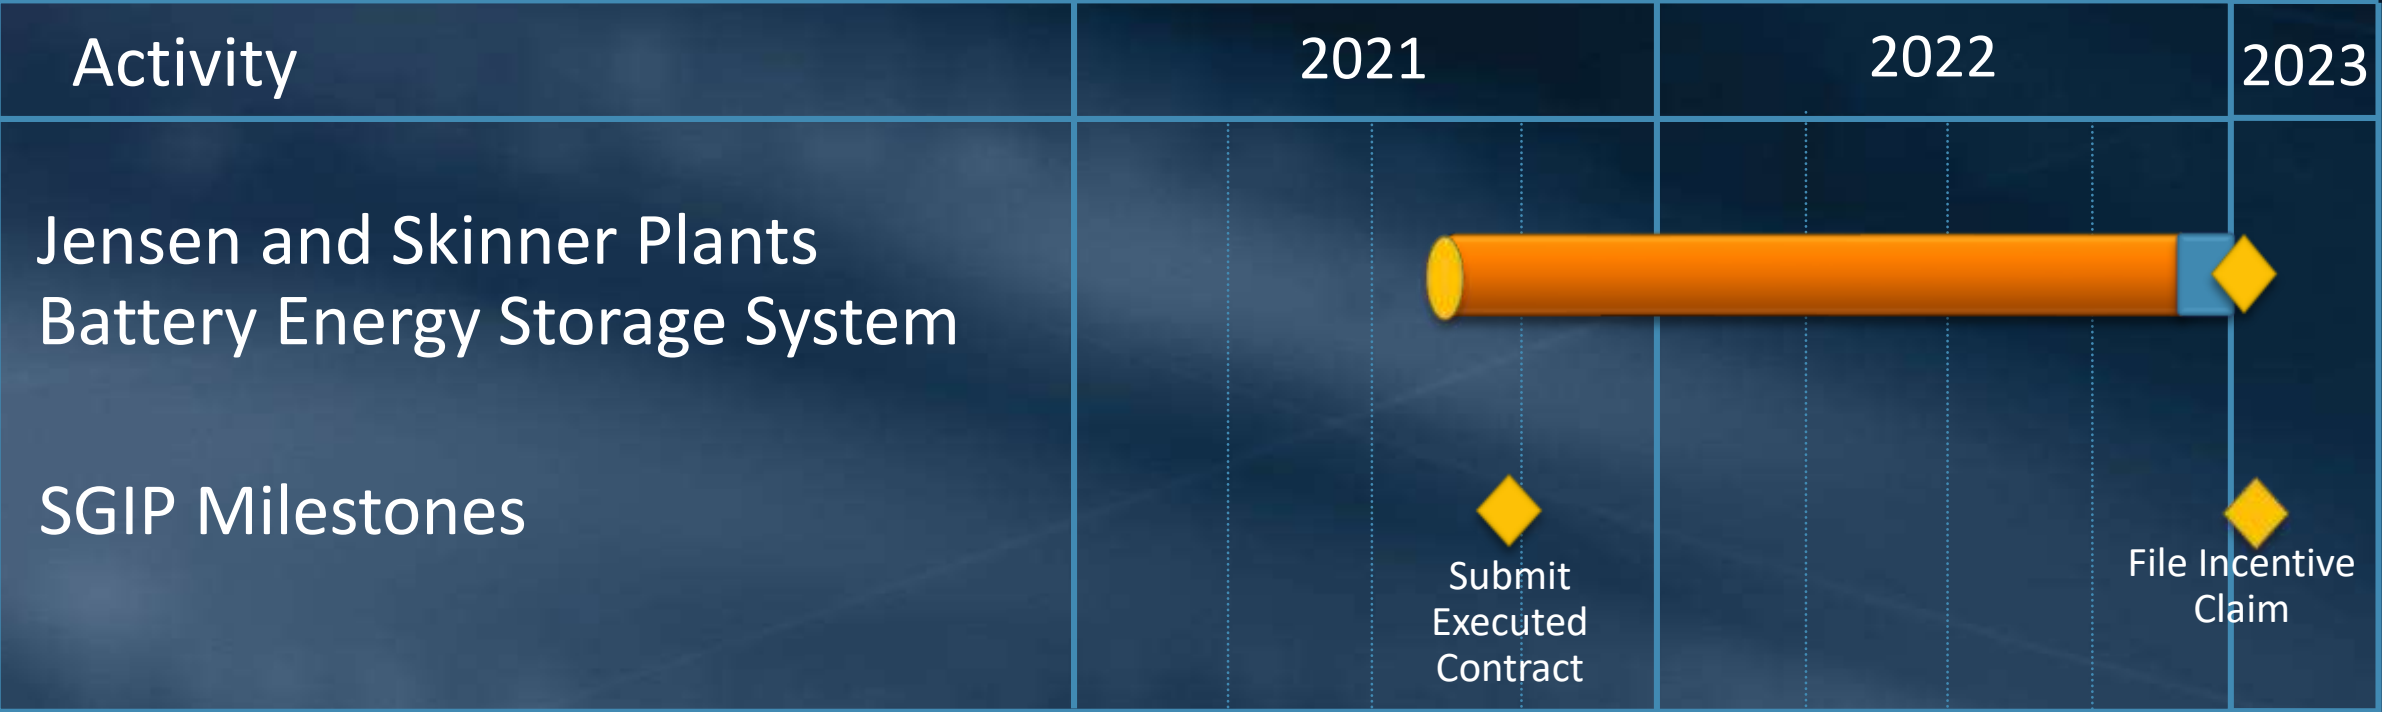 Activity
2021
2022
2023
Jensen and Skinner Plants
Battery Energy Storage System
SGIP Milestones
Submit
Executed
Contract
File Incentive
Claim